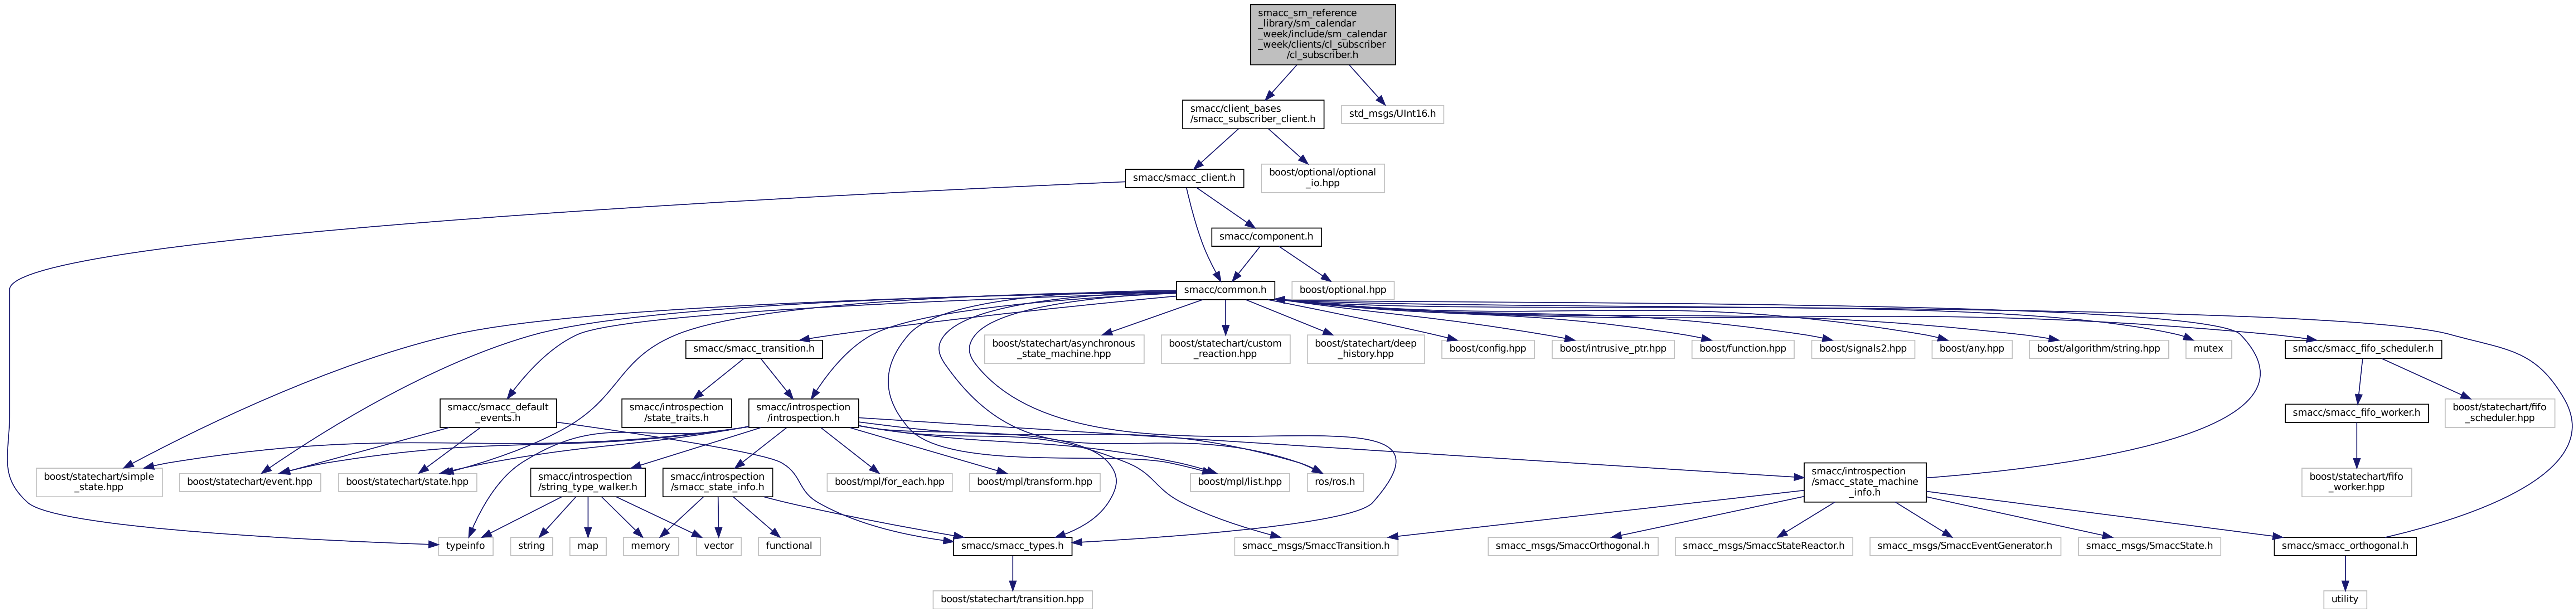 smacc_sm_reference
_library/sm_calendar
_week/include/sm_calendar
_week/clients/cl_subscriber
/cl_subscriber.h
smacc/client_bases
/smacc_subscriber_client.h
std_msgs/UInt16.h
smacc/smacc_client.h
boost/optional/optional
_io.hpp
smacc/component.h
smacc/common.h
boost/optional.hpp
smacc/smacc_transition.h
boost/statechart/asynchronous
_state_machine.hpp
boost/statechart/custom
_reaction.hpp
boost/statechart/deep
_history.hpp
boost/config.hpp
boost/intrusive_ptr.hpp
boost/function.hpp
boost/signals2.hpp
boost/any.hpp
boost/algorithm/string.hpp
mutex
smacc/smacc_fifo_scheduler.h
smacc/smacc_default
_events.h
smacc/introspection
/state_traits.h
smacc/introspection
/introspection.h
smacc/smacc_fifo_worker.h
boost/statechart/fifo
_scheduler.hpp
boost/statechart/simple
_state.hpp
boost/statechart/event.hpp
boost/statechart/state.hpp
smacc/introspection
/string_type_walker.h
smacc/introspection
/smacc_state_info.h
boost/mpl/for_each.hpp
boost/mpl/transform.hpp
boost/mpl/list.hpp
ros/ros.h
smacc/introspection
/smacc_state_machine
_info.h
boost/statechart/fifo
_worker.hpp
typeinfo
string
map
memory
vector
functional
smacc/smacc_types.h
smacc_msgs/SmaccTransition.h
smacc_msgs/SmaccOrthogonal.h
smacc_msgs/SmaccStateReactor.h
smacc_msgs/SmaccEventGenerator.h
smacc_msgs/SmaccState.h
smacc/smacc_orthogonal.h
boost/statechart/transition.hpp
utility